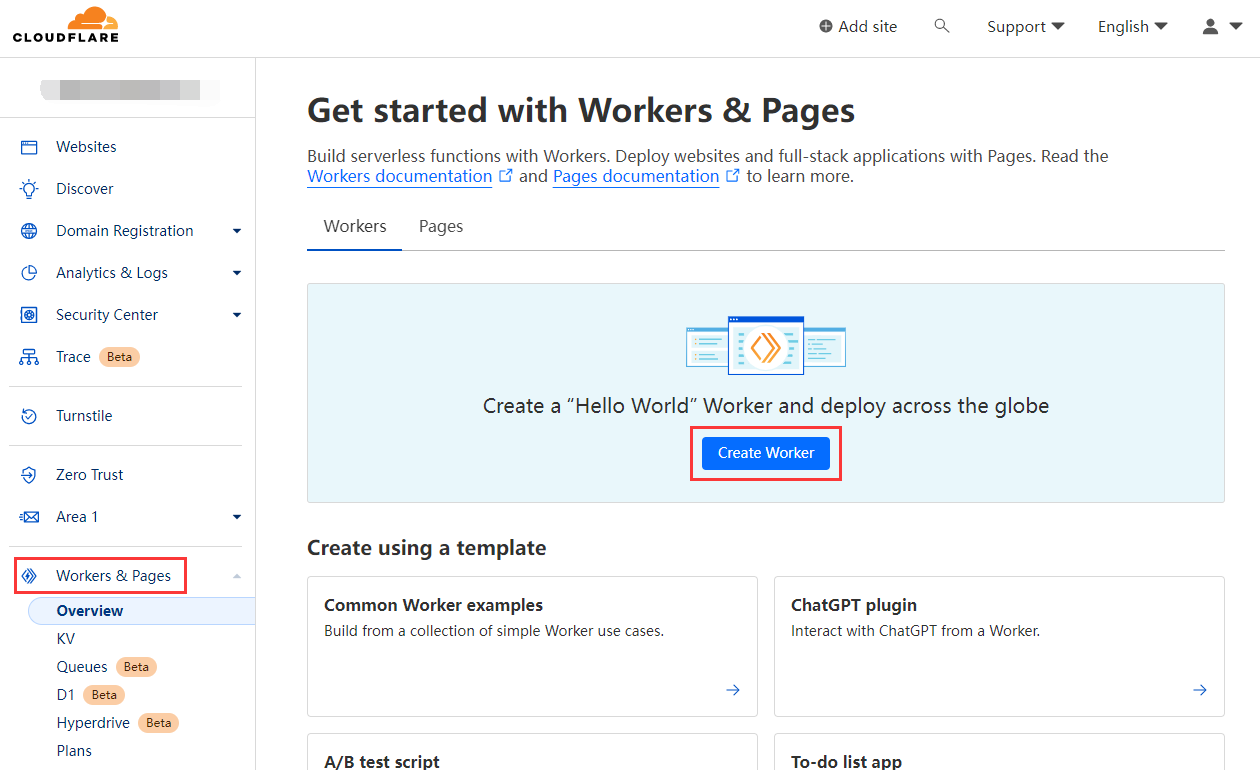 CLOUDFLARE
Add site
Support
English
Websites
Discover
Domain Registration
Analytics & Logs
Security Center
Trace Beta
Turnstile
Zero Trust
Area 1
Workers & Pages
Overview
KV
Queues Beta
D1 Beta
Hyperdrive Beta
Plans
Get started with Workers & Pages
Build serverless functions with Workers. Deploy websites and full-stack applications with Pages. Read the
Workers documentation and Pages documentation to learn more.
Workers Pages
Create a “Hello World” Worker and deploy across the globe
Create Worker
Create using a template
Common Worker examples
Build from a collection of simple Worker use cases.
ChatGPT plugin
Interact with ChatGPT from a Worker.
A/B test script
To-do list app